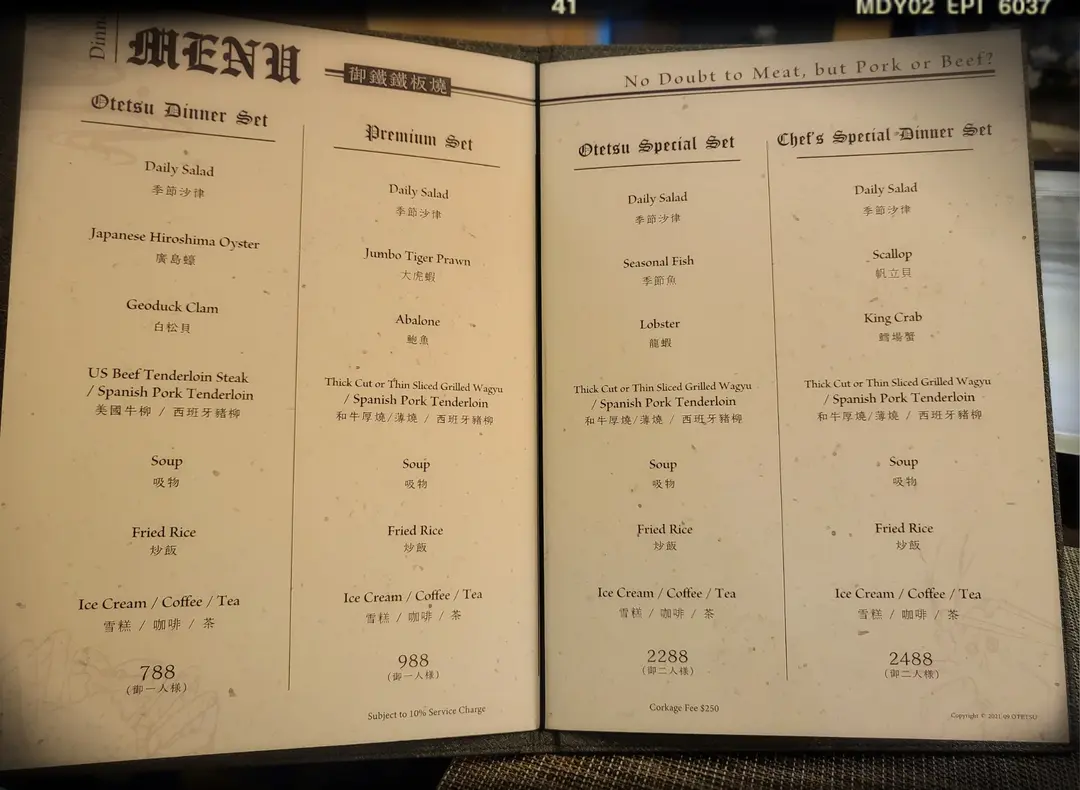 41
MDY02 EPI 6037
Dinn
MENU
御鐵鐵板燒
Otetsu Dinner Set
Daily Salad
季節沙律
Japanese Hiroshima Oyster
廣島蠔
Geoduck Clam
白松貝
US Beef Tenderloin Steak
/ Spanish Pork Tenderloin
美國牛柳 / 西班牙豬柳
Soup
吸物
Fried Rice
炒飯
Ice Cream / Coffee / Tea
雪糕 / 咖啡 / 茶
788
(御一人様)
Premium Set
Daily Salad
季節沙律
Jumbo Tiger Prawn
大虎蝦
Abalone
鮑魚
Thick Cut or Thin Sliced Grilled Wagyu
/ Spanish Pork Tenderloin
和牛厚燒/薄燒 / 西班牙豬柳
Soup
吸物
Fried Rice
炒飯
Ice Cream / Coffee / Tea
雪糕 / 咖啡 / 茶
988
(御一人様)
Subject to 10% Service Charge
No Doubt to Meat, but Pork or Beef?
Otetsu Special Set
Daily Salad
季節沙律
Seasonal Fish
季節魚
Lobster
龍蝦
Thick Cut or Thin Sliced Grilled Wagyu
/ Spanish Pork Tenderloin
和牛厚燒/薄燒 / 西班牙豬柳
Soup
吸物
Fried Rice
炒飯
Ice Cream / Coffee / Tea
雪糕 / 咖啡 / 茶
2288
(御二人様)
Corkage Fee $250
Chef's Special Dinner Set
Daily Salad
季節沙律
Scallop
帆立貝
King Crab
鱈場蟹
Thick Cut or Thin Sliced Grilled Wagyu
/ Spanish Pork Tenderloin
和牛厚燒/薄燒 / 西班牙豬柳
Soup
吸物
Fried Rice
炒飯
Ice Cream / Coffee / Tea
雪糕 / 咖啡 / 茶
2488
(御二人様)
Copyright © 2021-09 OTETSU